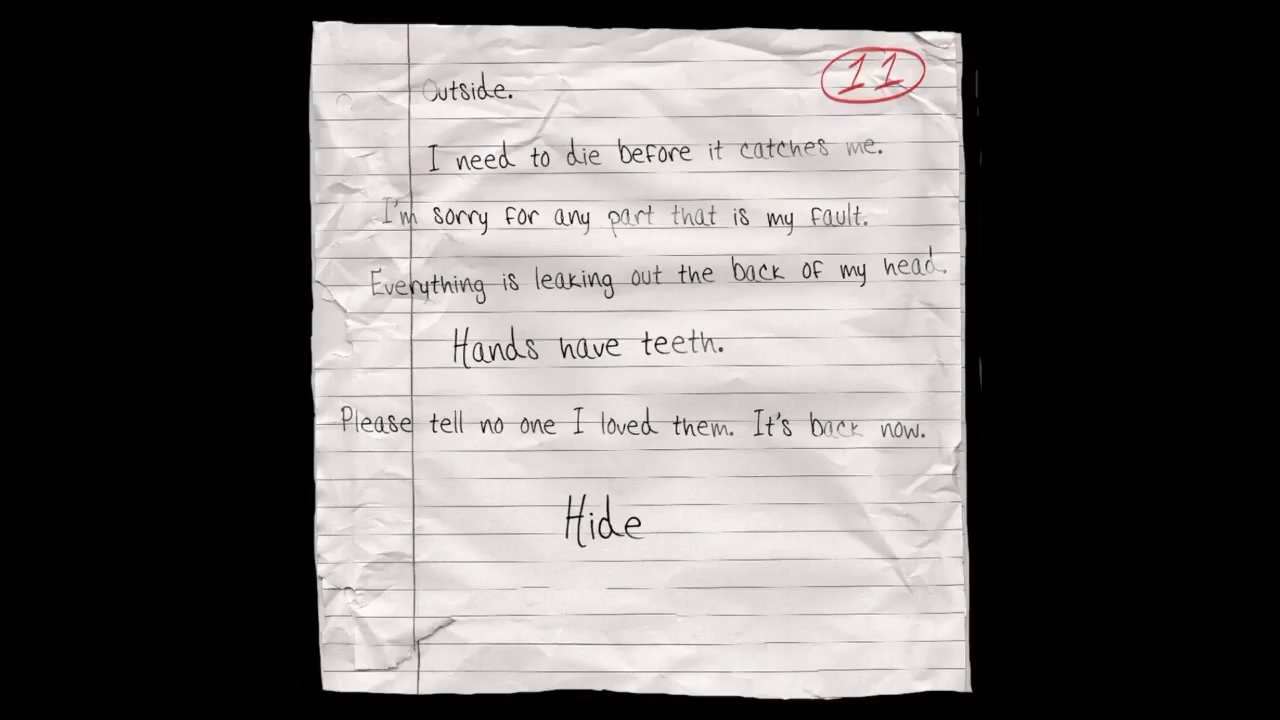 11
Outside.
I need to die before it catches me.
I'm sorry for any part that is my fault.
Everything is leaking out the back of my head.
Hands have teeth.
Please tell no one I loved them. It's back now.
Hide